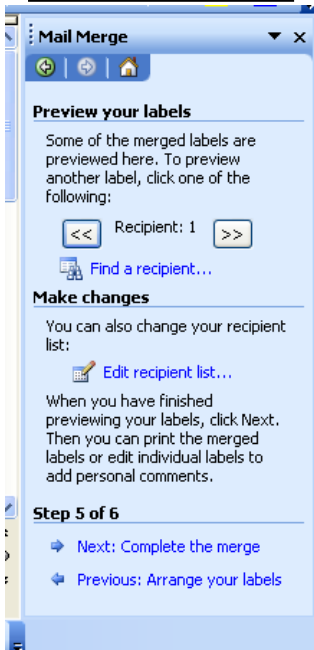 Mail Merge
Preview your labels
Some of the merged labels are
previewed here. To preview
another label, click one of the
following:
<< Recipient: 1 >>
Find a recipient...
Make changes
You can also change your recipient
list:
Edit recipient list...
When you have finished
previewing your labels, click Next.
Then you can print the merged
labels or edit individual labels to
add personal comments.
Step 5 of 6
Next: Complete the merge
Previous: Arrange your labels